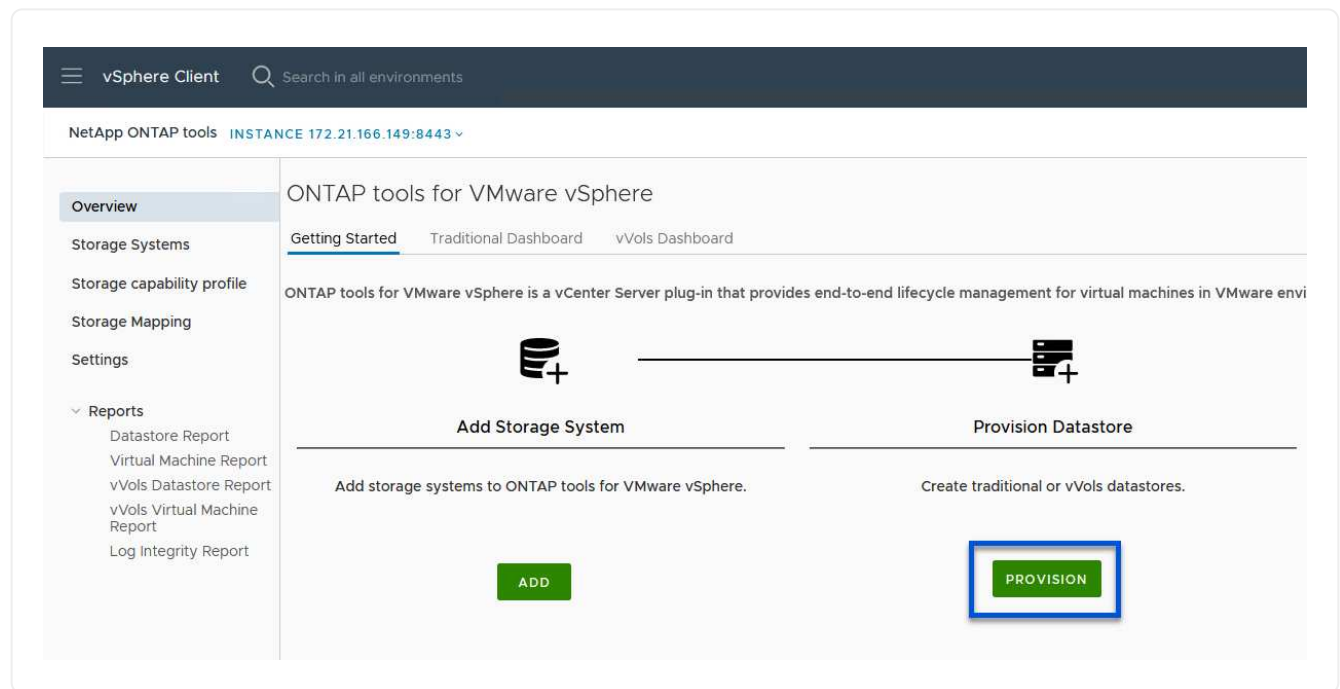 vSphere Client
Search in all environments
NetApp ONTAP tools INSTANCE 172.21.166.149:8443
Overview
Storage Systems
Storage capability profile
Storage Mapping
Settings
Reports
Datastore Report
Virtual Machine Report
vVols Datastore Report
vVols Virtual Machine
Report
Log Integrity Report
ONTAP tools for VMware vSphere
Getting Started Traditional Dashboard vVols Dashboard
ONTAP tools for VMware vSphere is a vCenter Server plug-in that provides end-to-end lifecycle management for virtual machines in VMware envi
Add Storage System
Add storage systems to ONTAP tools for VMware vSphere.
ADD
Provision Datastore
Create traditional or vVols datastores.
PROVISION